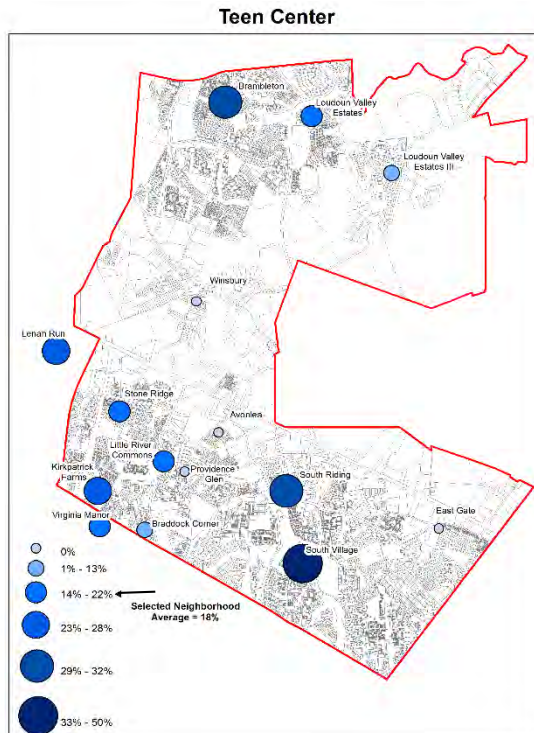 Teen Center
Brambleton
Loudoun Valley
Estates
Loudoun Valley
Estates III
Winsbury
Lenah Run
Stone Ridge
Avonlea
Little River
Commons
Kirkpatrick
Farms
Providence
Glen
South Riding
Virginia Manor
Braddock Corner
East Gate
South Village
0%
1% - 13%
14% - 22%
Selected Neighborhood
Average = 18%
23% - 28%
29% - 32%
33% - 50%